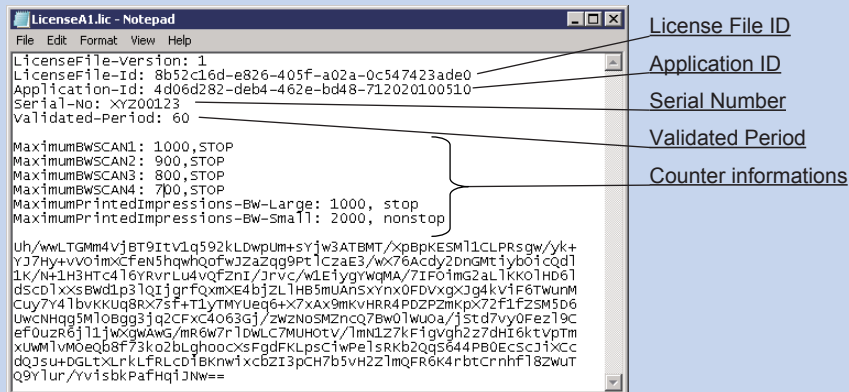 LicenseA1.lic - Notepad
File Edit Format View Help
LicenseFile-Version: 1
LicenseFile-Id: 8b52c16d-e826-405f-a02a-0c547423ade0
Application-Id: 4d06d282-deb4-462e-bd48-712020100510
Serial-No: XYZ00123
Validated-Period: 60
MaximumBWSCAN1: 1000,STOP
MaximumBWSCAN2: 900,STOP
MaximumBWSCAN3: 800,STOP
MaximumBWSCAN4: 700,STOP
MaximumPrintedImpressions-BW-Large: 1000, stop
MaximumPrintedImpressions-BW-Small: 2000, nonstop
Uh/wwLTGMm4VjBT9ItV1q592kLDwpUm+sYjw3ATBMT/XpBpKESMl1CLPRsgw/yk+
YJ7Hy+vVOimXCfeN5hqwhQofwJZaZqg9PtlCzaE3/wX76Acdy2DnGMtiyboicQdl
1K/N+1H3HTc4l6YRvrLu4vQfZnI/Jrvc/w1EiygYWqMA/7IFOimG2aLlKKOlHD6l
dScDlxXsBWd1p3lQIjgrfQxmXE4bjZLlHB5mUAnSxYnx0FDVxgXJg4kViF6TWunM
Cuy7Y4lbvKKUq8RX7sf+T1yTMYUeq6+X7xAx9mKvHRR4PDZPZmKpX72f1fZSM5D6
UwcNHqg5MlOBgg3jq2CFxC4O63Gj/zwzNoSMZncQ7Bw0lWuOa/jStd7vy0Fezl9C
ef0uzR6jl1jWXgwAwG/mR6W7rlDWLC7MUHOtV/lmN1Z7kFigVgh2z7dHI6ktVpTm
xUWMlvMOeQb8f73ko2bLghoocXsFgdFKLpsCiwPelsRKb2QqS644PB0EcScJiXCc
dQJsu+DGLtXLrkLfRLcDiBKnwixcbZI3pCH7b5vH2ZlmQFR6K4rbtCrnhfl8ZWuT
Q9Ylur/YvisbkPafHqiJNw==
License File ID
Application ID
Serial Number
Validated Period
Counter informations